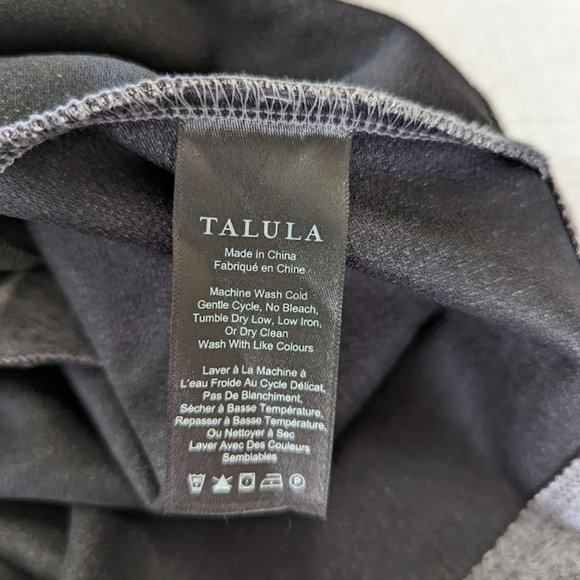 TALULA
Made in China
Fabriqué en Chine
Machine Wash Cold
Gentle Cycle, No Bleach,
Tumble Dry Low, Low Iron,
Or Dry Clean
Wash With Like Colours
Laver à La Machine à
L'eau Froide Au Cycle Délicat,
Pas De Blanchiment,
Sécher à Basse Température,
Repasser à Basse Température,
Ou Nettoyer à Sec
Laver Avec Des Couleurs
Semblables
P